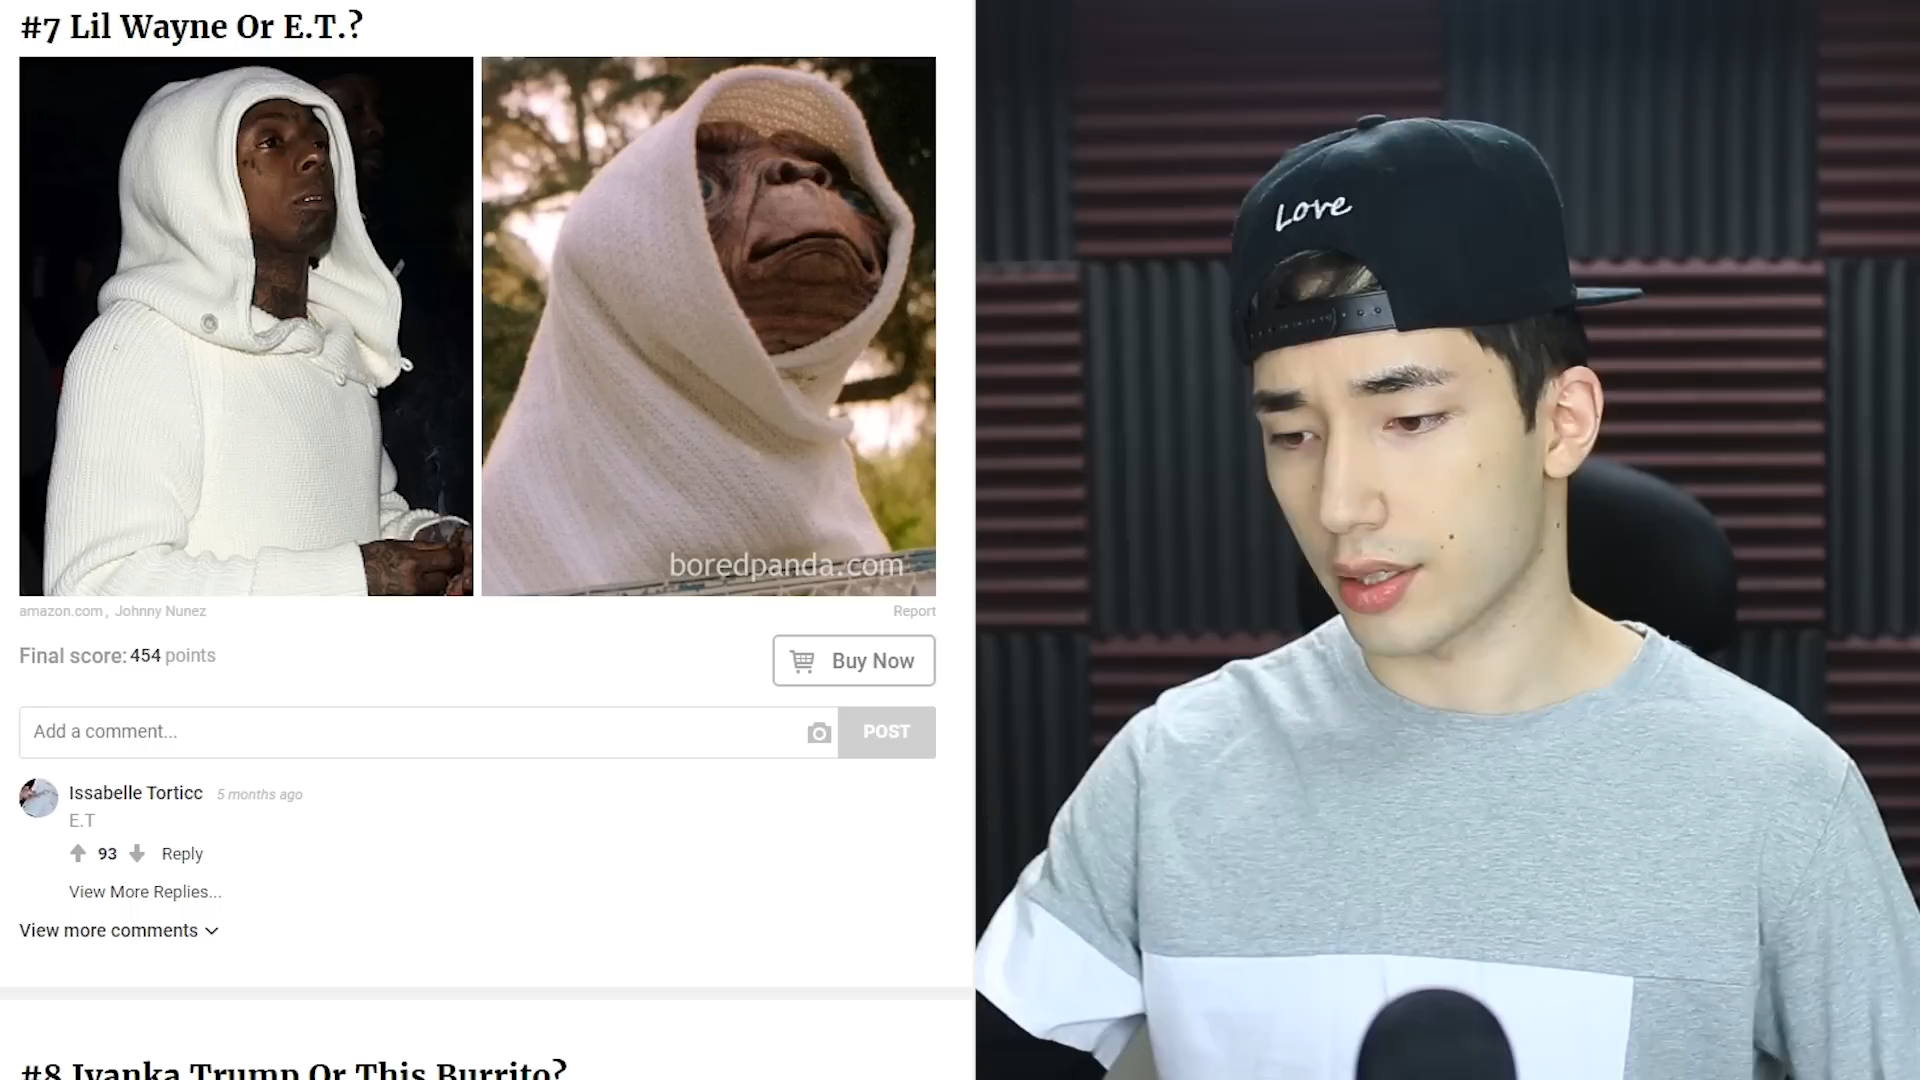 #7 Lil Wayne Or E.T.?
boredpanda.com
amazon.com, Johnny Nunez
Report
Final score: 454 points
Buy Now
Add a comment...
POST
Issabelle Torticc 5 months ago
E.T
93 Reply
View More Replies...
View more comments
#8 Ivanka Trump Or This Burrito?
Love